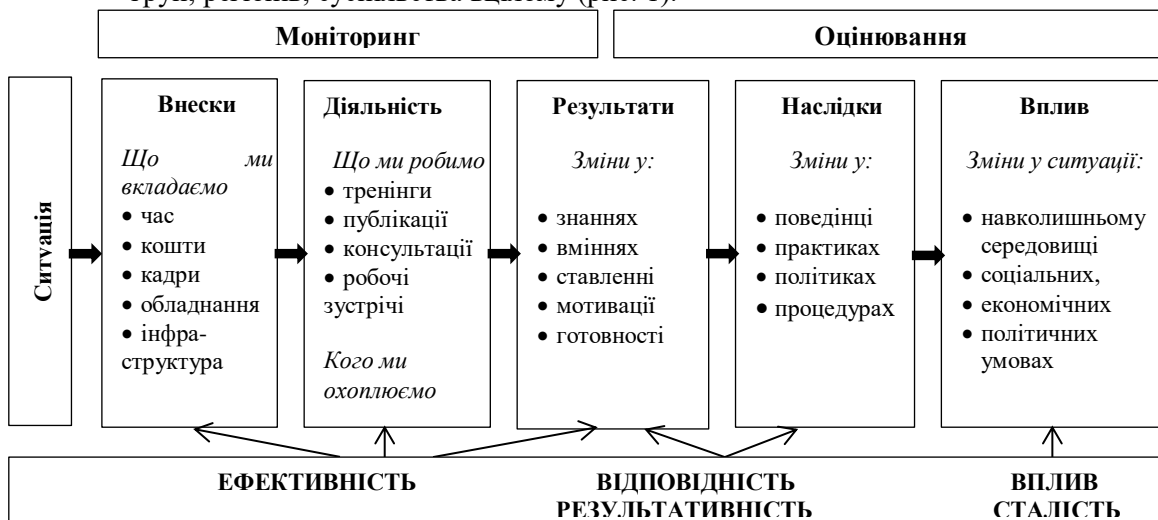 Моніторинг
Оцінювання
Ситуація
Внески
Що ми
вкладаємо
• час
• кошти
• кадри
• обладнання
• інфра-
структура
Діяльність
Що ми робимо
• тренінги
• публікації
• консультації
• робочі
зустрічі
Кого ми
охоплюємо
Результати
Зміни у:
• знаннях
• вміннях
• ставленні
• мотивації
• готовності
Наслідки
Зміни у:
• поведінці
• практиках
• політиках
• процедурах
Вплив
Зміни у ситуації:
• навколишньому
середовищі
• соціальних,
• економічних
• політичних
умовах
ЕФЕКТИВНІСТЬ
ВІДПОВІДНІСТЬ
РЕЗУЛЬТАТИВНІСТЬ
ВПЛИВ
СТАЛІСТЬ